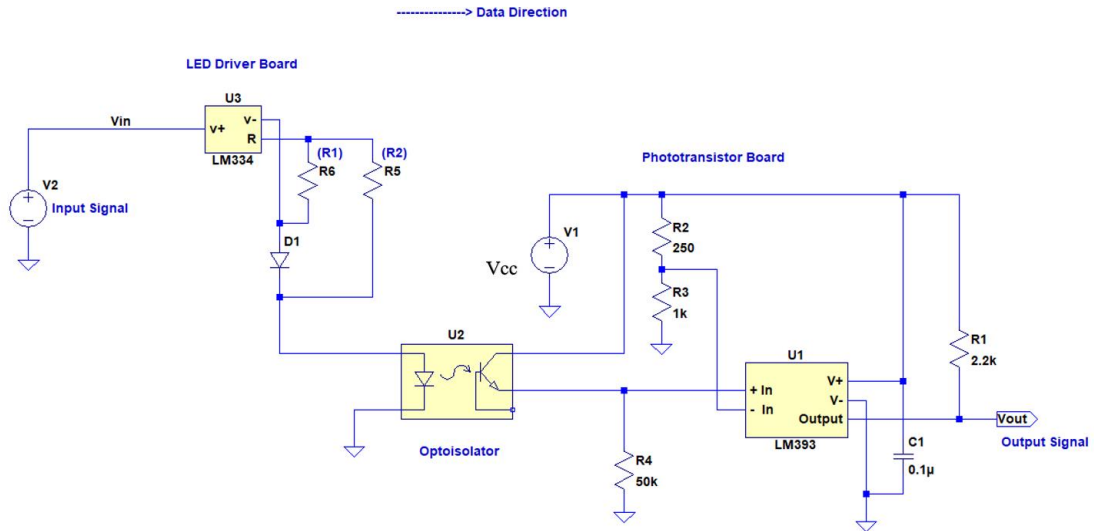 ---------------> Data Direction
LED Driver Board
U3
Vin
v+
v-
R
LM334
(R1)
R6
(R2)
R5
V2
Input Signal
D1
Phototransistor Board
V1
Vcc
R2
250
R3
1k
U2
Optoisolator
R4
50k
U1
+ In
- In
V+
V-
Output
LM393
R1
2.2k
Vout
Output Signal
C1
0.1µ